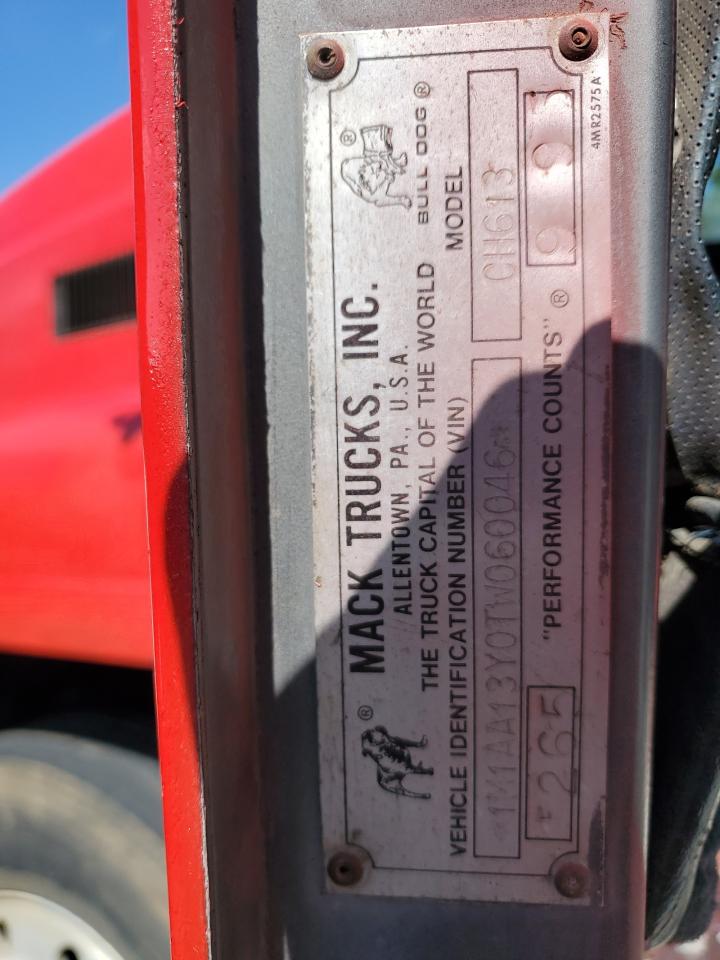 ®
®
MACK TRUCKS, INC.
ALLENTOWN, PA., U.S.A.
THE TRUCK CAPITAL OF THE WORLD BULL DOG ®
VEHICLE IDENTIFICATION NUMBER (VIN) MODEL
*1M1AA13Y0TW060046* CH613
265 "PERFORMANCE COUNTS" ®
4MR2575A